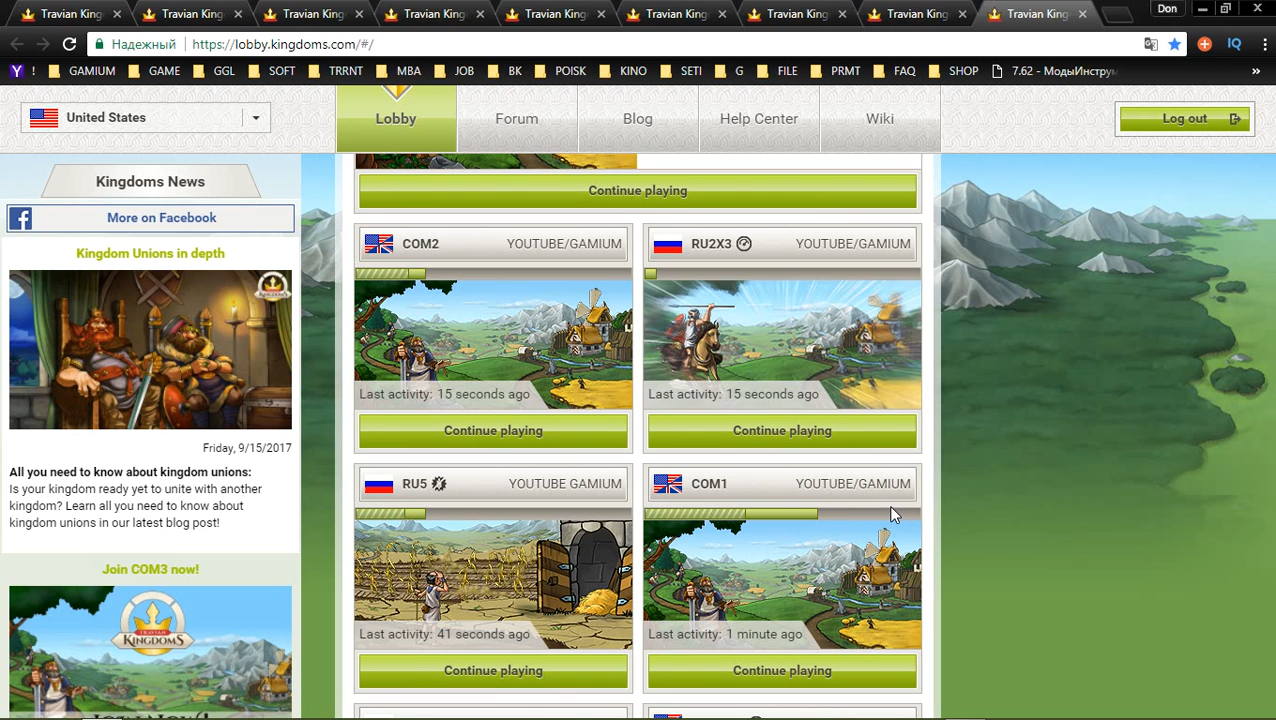 Travian King
Travian King
Travian King
Travian King
Travian King
Travian King
Travian King
Travian King
Travian King
Don
Надежный
https://lobby.kingdoms.com/#/
IQ
Y
!
GAMIUM
GAME
GGL
SOFT
TRRNT
MBA
JOB
BK
POISK
KINO
SETI
G
FILE
PRMT
FAQ
SHOP
7.62 - МодыИнструм
»
United States
Lobby
Forum
Blog
Help Center
Wiki
Log out
Kingdoms News
More on Facebook
Kingdom Unions in depth
KINGDOMS
Friday, 9/15/2017
All you need to know about kingdom unions:
Is your kingdom ready yet to unite with another
kingdom? Learn all you need to know about
kingdom unions in our latest blog post!
Join COM3 now!
TRAVIAN
KINGDOMS
Continue playing
COM2
YOUTUBE/GAMIUM
Last activity: 15 seconds ago
Continue playing
RU2X3
YOUTUBE/GAMIUM
Last activity: 15 seconds ago
Continue playing
RU5
YOUTUBE GAMIUM
Last activity: 41 seconds ago
Continue playing
COM1
YOUTUBE/GAMIUM
Last activity: 1 minute ago
Continue playing